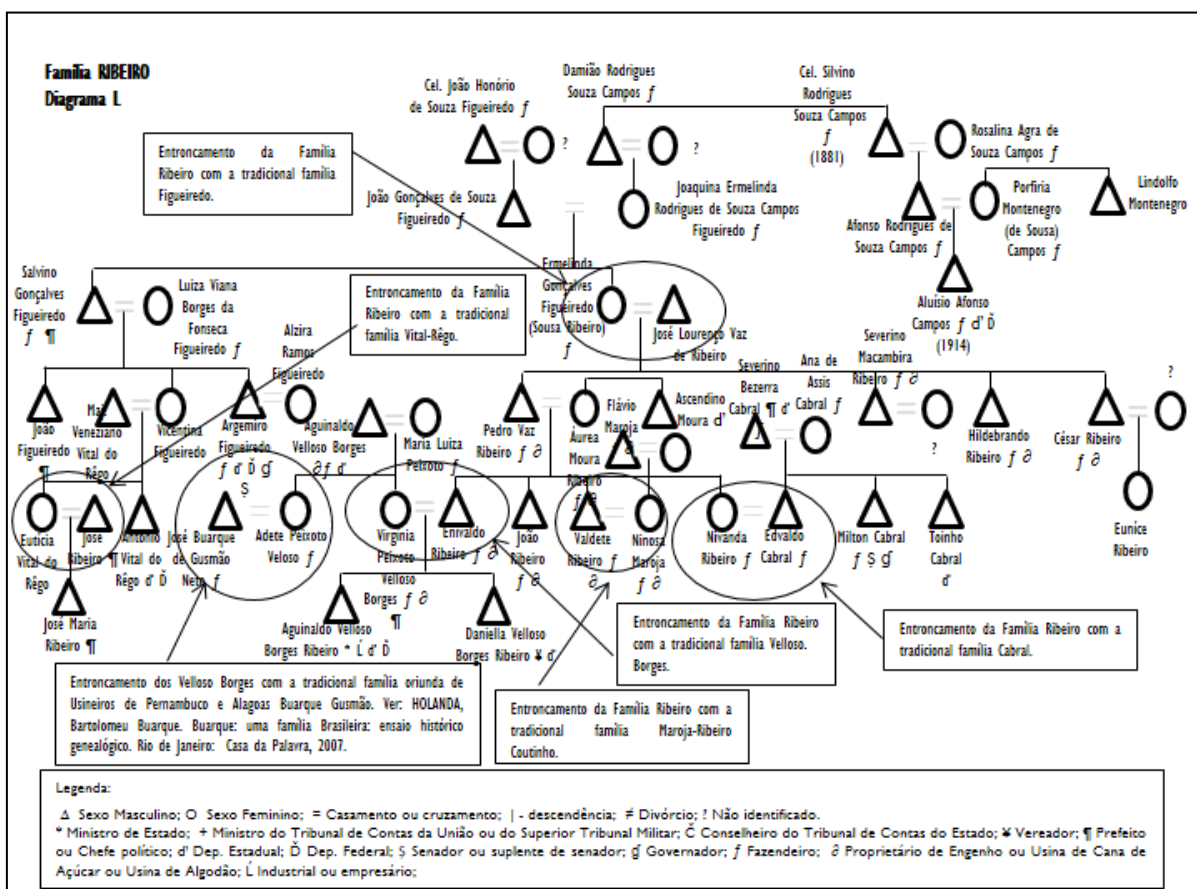 Família RIBEIRO
Diagrama L
Cel. João Honório
de Souza Figueiredo ƒ
Damião Rodrigues
Souza Campos ƒ
Cel. Silvino
Rodrigues
Souza Campos
ƒ
(1881)
?
?
Rosalina Agra de
Souza Campos ƒ
Entroncamento da Família
Ribeiro com a tradicional família
Figueiredo.
João Gonçalves de Souza
Figueiredo ƒ
Joaquina Ermelinda
Rodrigues de Souza Campos
Figueiredo ƒ
Afonso Rodrigues de
Souza Campos ƒ
Porfiria
Montenegro
(de Sousa)
Campos ƒ
Lindolfo
Montenegro
Aluisio Afonso
Campos ƒ ď Ď
(1914)
Salvino
Gonçalves
Figueiredo
ƒ ¶
Luiza Viana
Borges da
Fonseca
Figueiredo ƒ
Alzira
Ramos
Figueiredo
Entroncamento da Família
Ribeiro com a tradicional
família Vital-Rêgo.
Ermelinda
Gonçalves
Figueiredo
(Sousa Ribeiro)
ƒ
José Lourenço Vaz
de Ribeiro
João
Figueiredo
¶
Maj.
Veneziano
Vital do
Rêgo
Vicentina
Figueiredo
Argemiro
Figueiredo
ƒ ď Ď ɠ
Ș
Aguinaldo
Velloso Borges
∂ ƒ ď
Maria Luiza
Peixoto ƒ
Pedro Vaz
Ribeiro ƒ ∂
Áurea
Moura
Ribeiro
ƒ ∂
Flávio
Maroja
Ascendino
Moura ď
Severino
Bezerra
Cabral ¶ ď
ƒ
Ana de
Assis
Cabral ƒ
Severino
Macambira
Ribeiro ƒ ∂
?
Hildebrando
Ribeiro ƒ ∂
César Ribeiro
ƒ ∂
?
Eunice
Ribeiro
Eutícia
Vital do
Rêgo
José
Ribeiro ¶
Antônio
Vital do
Rêgo ď Ď
José Buarque
de Gusmão
Neto ƒ
Adete Peixoto
Veloso ƒ
Virginia
Peixoto
Velloso
Borges ƒ ∂
¶
Enivaldo
Ribeiro ƒ ∂
João
Ribeiro
ƒ ∂
Valdete
Ribeiro ƒ
∂
Ninosa
Maroja ƒ ∂
Nivanda
Ribeiro ƒ
Edvaldo
Cabral ƒ
Milton Cabral
ƒ Ș ɠ
Toinho
Cabral
ď
José Maria
Ribeiro ¶
Aguinaldo Velloso
Borges Ribeiro * Ĺ ď Ď
Daniella Velloso
Borges Ribeiro ¥ ď
Entroncamento dos Velloso Borges com a tradicional família oriunda de
Usineiros de Pernambuco e Alagoas Buarque Gusmão. Ver: HOLANDA,
Bartolomeu Buarque. Buarque: uma família Brasileira: ensaio histórico
genealógico. Rio de Janeiro: Casa da Palavra, 2007.
Entroncamento da Família Ribeiro com a
tradicional família Maroja-Ribeiro
Coutinho.
Entroncamento da Família Ribeiro
com a tradicional família Velloso.
Borges.
Entroncamento da Família Ribeiro com a
tradicional família Cabral.
Legenda:
Δ Sexo Masculino; O Sexo Feminino; = Casamento ou cruzamento; | - descendência; ≠ Divórcio; ? Não identificado.
* Ministro de Estado; + Ministro do Tribunal de Contas da União ou do Superior Tribunal Militar; Č Conselheiro do Tribunal de Contas do Estado; ¥ Vereador; ¶ Prefeito
ou Chefe político; ď Dep. Estadual; Ď Dep. Federal; Ș Senador ou suplente de senador; ɠ Governador; ƒ Fazendeiro; ∂ Proprietário de Engenho ou Usina de Cana de
Açúcar ou Usina de Algodão; Ĺ Industrial ou empresário;